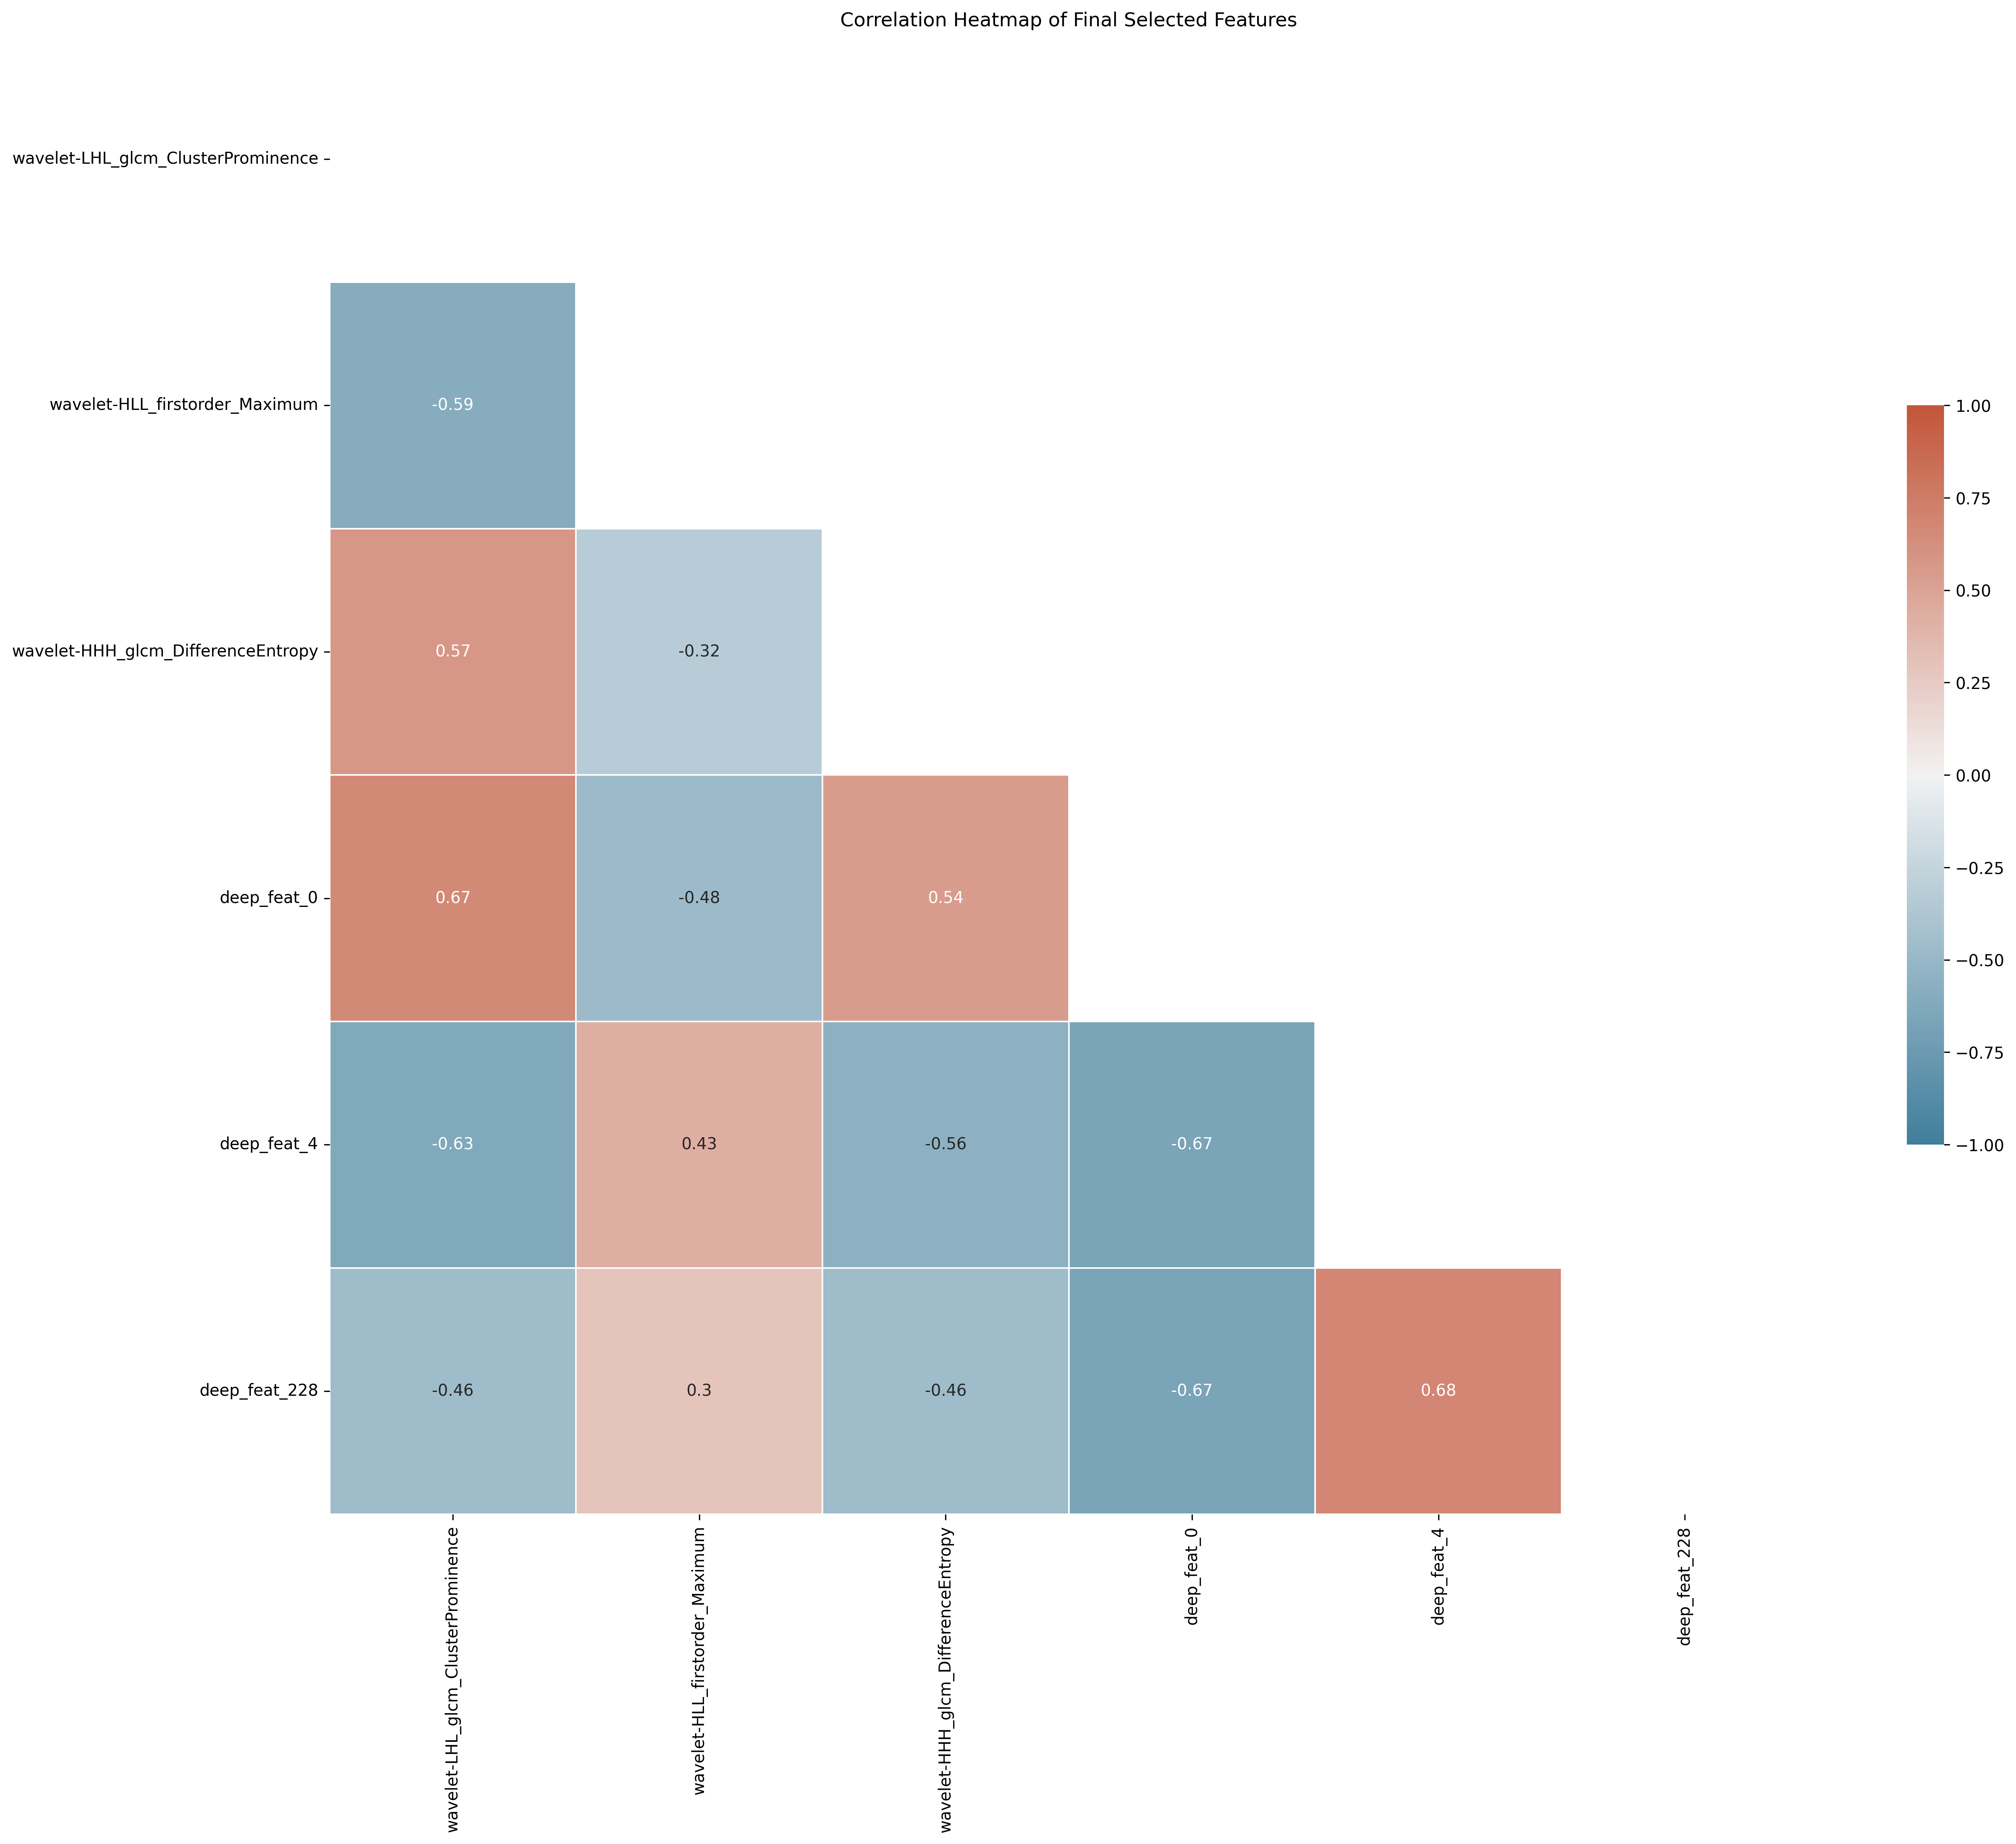 Correlation Heatmap of Final Selected Features
wavelet-LHL_glcm_ClusterProminence
wavelet-HLL_firstorder_Maximum
-0.59
wavelet-HHH_glcm_DifferenceEntropy
0.57
-0.32
deep_feat_0
0.67
-0.48
0.54
deep_feat_4
-0.63
0.43
-0.56
-0.67
deep_feat_228
-0.46
0.3
-0.46
-0.67
0.68
wavelet-LHL_glcm_ClusterProminence
wavelet-HLL_firstorder_Maximum
wavelet-HHH_glcm_DifferenceEntropy
deep_feat_0
deep_feat_4
deep_feat_228
1.00
0.75
0.50
0.25
0.00
−0.25
−0.50
−0.75
−1.00